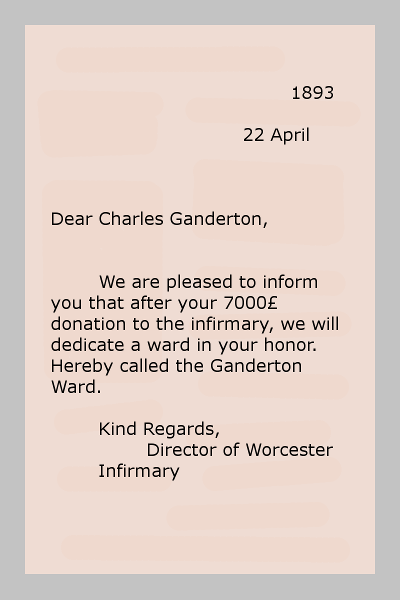 1893
22 April
Dear Charles Ganderton,
We are pleased to inform
you that after your 7000£
donation to the infirmary, we will
dedicate a ward in your honor.
Hereby called the Ganderton
Ward.
Kind Regards,
Director of Worcester
Infirmary